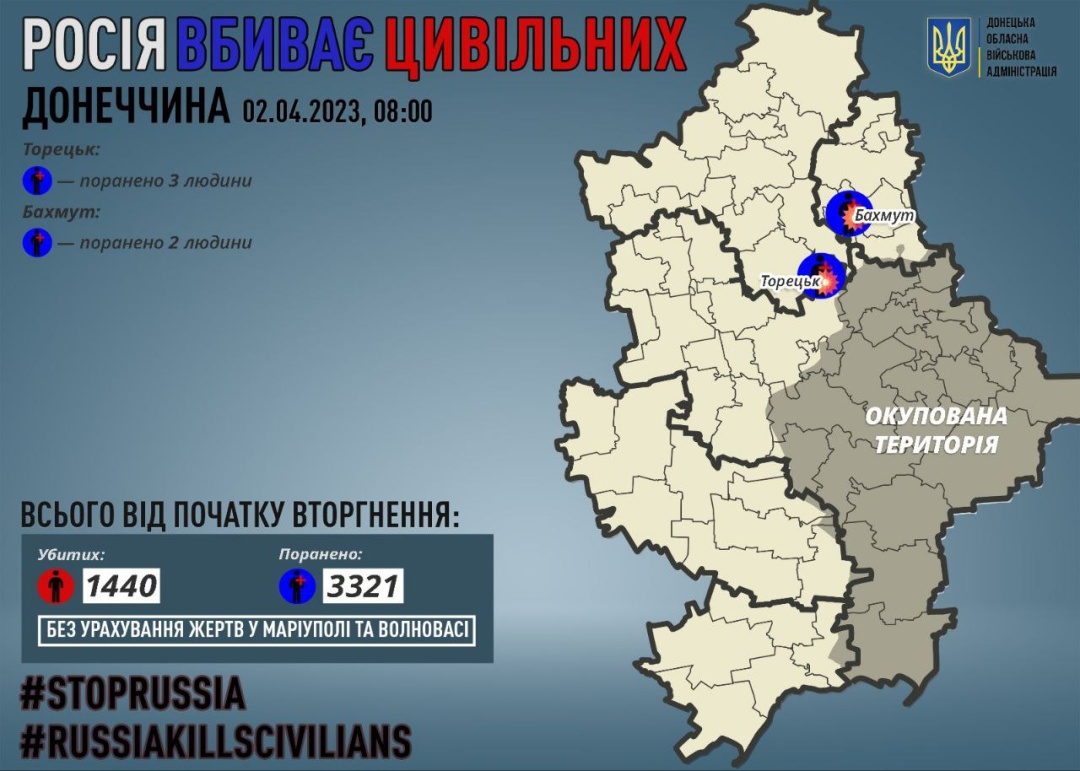 РОСІЯ ВБИВАЄ ЦИВІЛЬНИХ
ДОНЕЧЧИНА 02.04.2023, 08:00
Торецьк:
— поранено 3 людини
Бахмут:
— поранено 2 людини
ДОНЕЦЬКА
ОБЛАСНА
ВІЙСЬКОВА
АДМІНІСТРАЦІЯ
Бахмут
Торецьк
ОКУПОВАНА
ТЕРИТОРІЯ
ВСЬОГО ВІД ПОЧАТКУ ВТОРГНЕННЯ:
Убитих: Поранено:
1440 3321
БЕЗ УРАХУВАННЯ ЖЕРТВ У МАРІУПОЛІ ТА ВОЛНОВАСІ
#STOPRUSSIA
#RUSSIAKILLSCIVILIANS